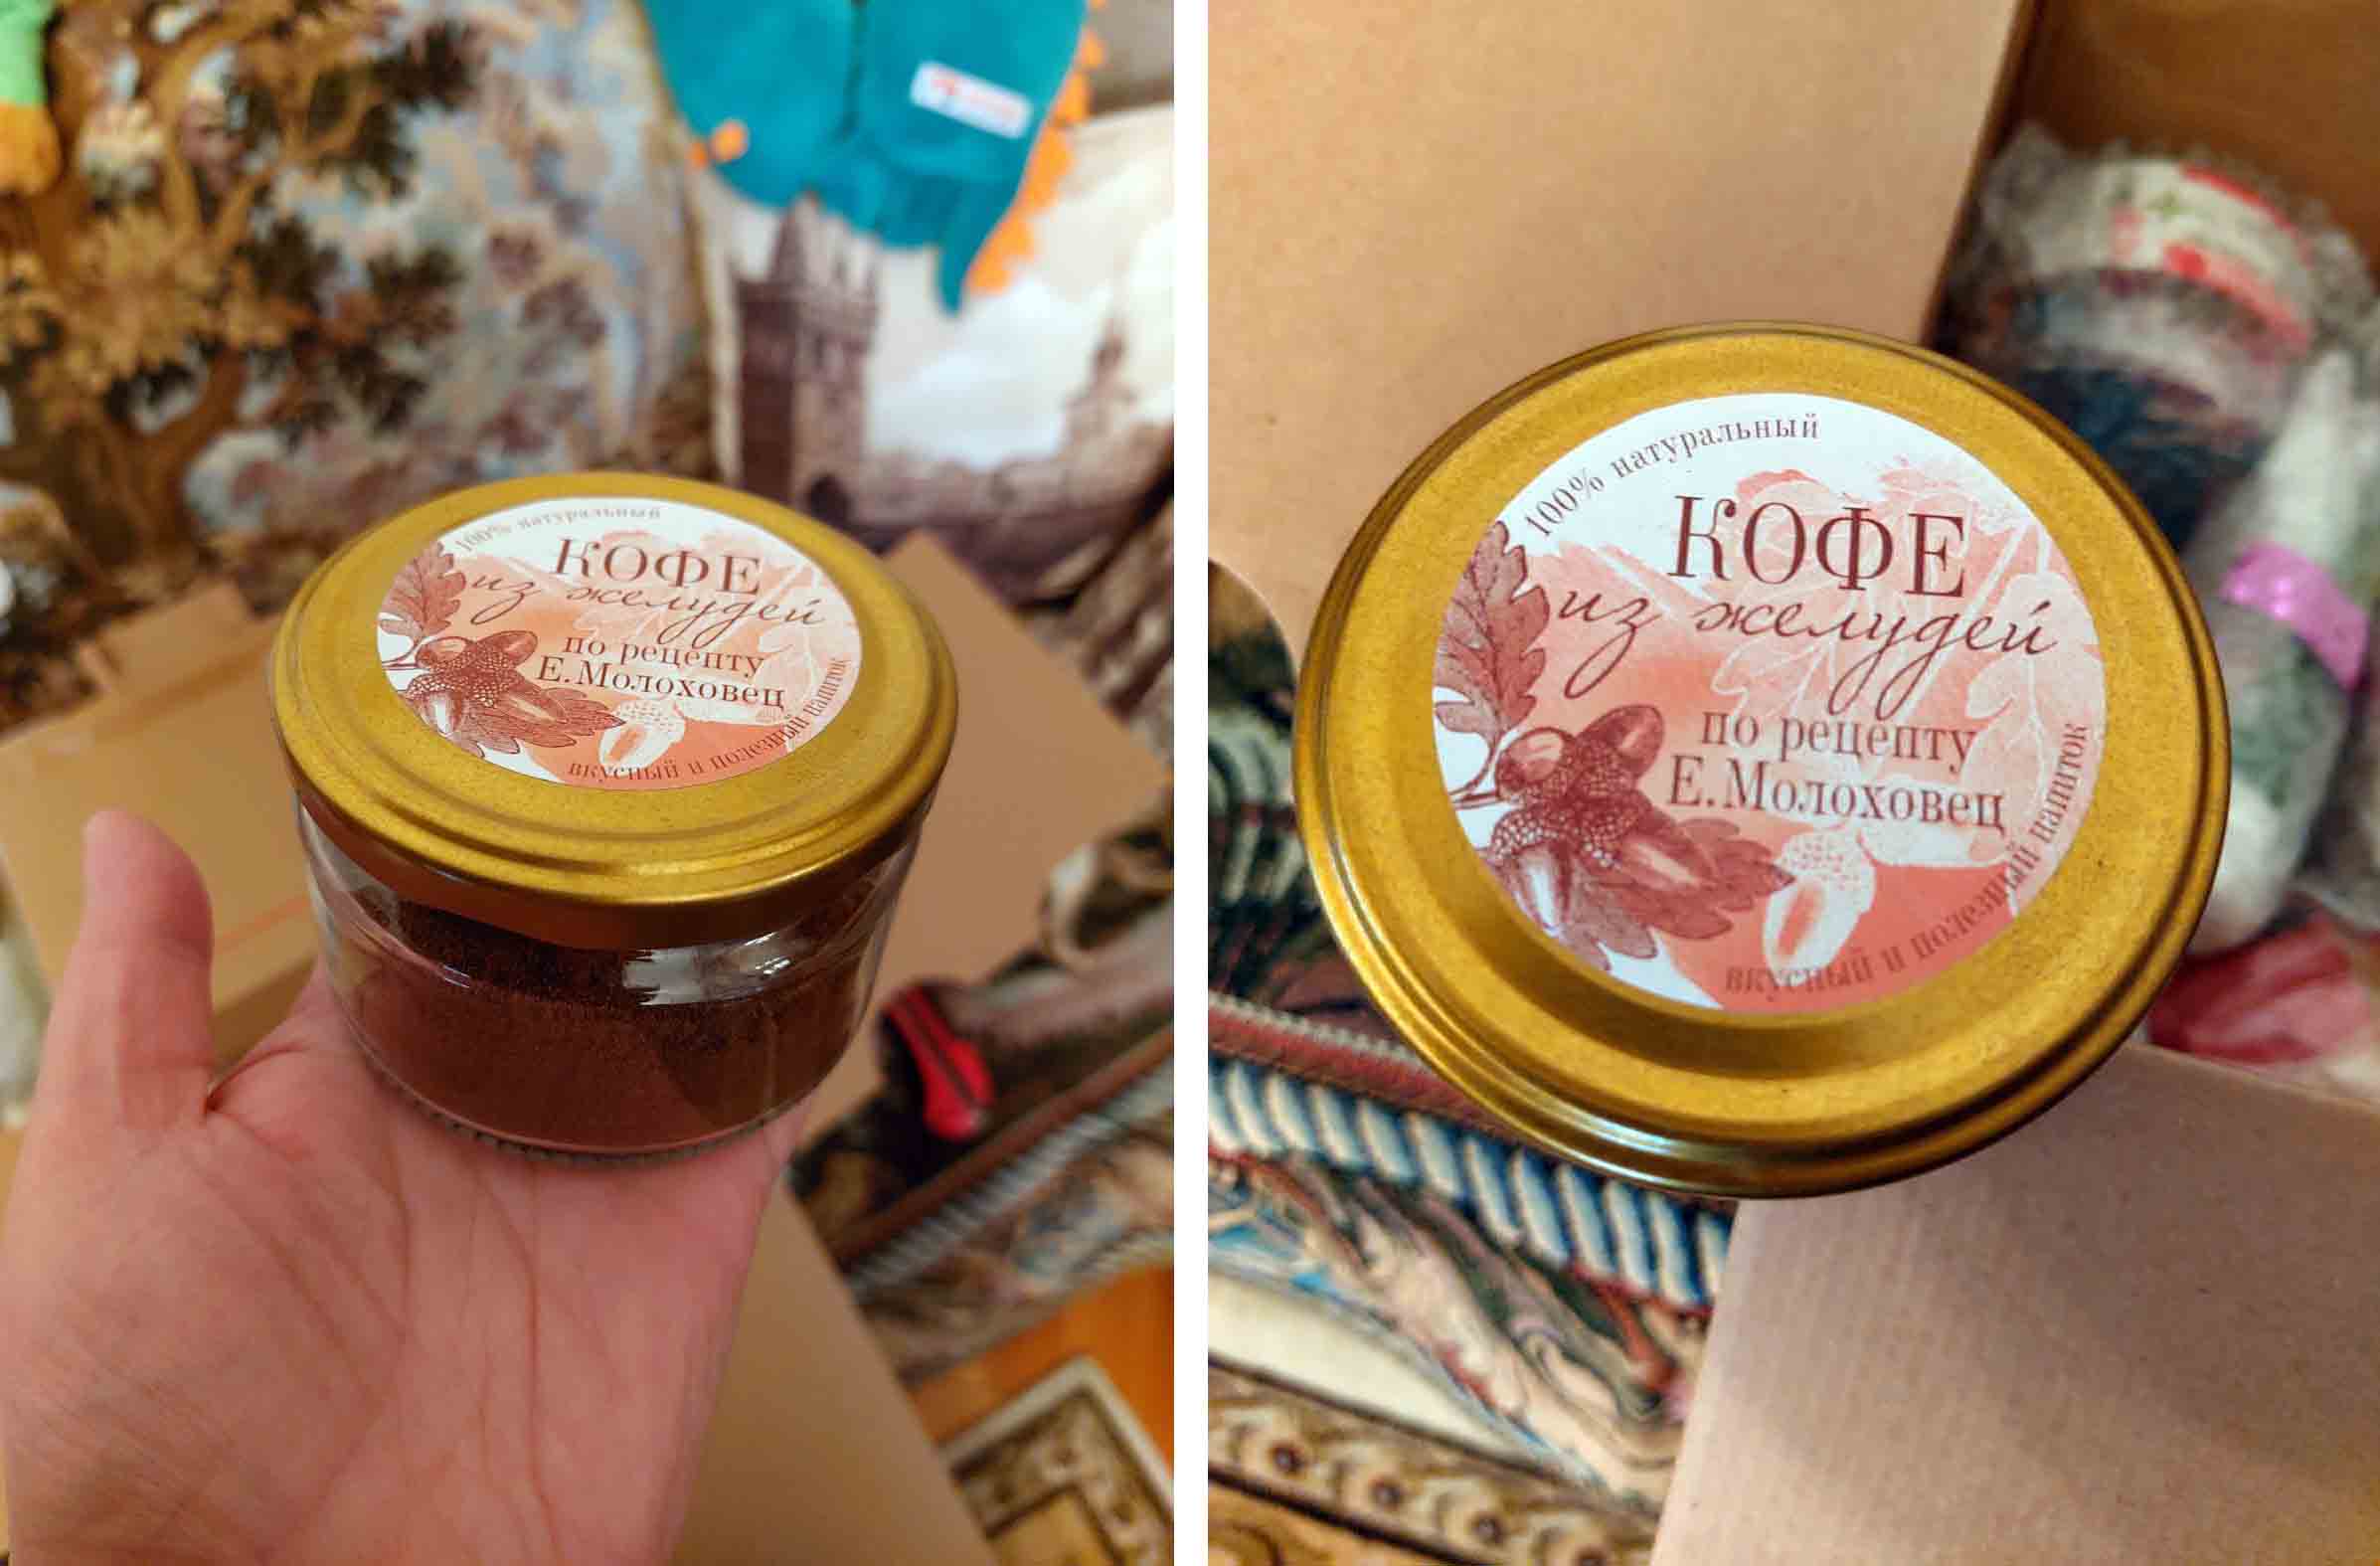 100% натуральный
КОФЕ
из желудей
по рецепту
Е.Молоховец
вкусный и полезный напиток
100% натуральный
КОФЕ
из желудей
по рецепту
Е.Молоховец
вкусный и полезный напиток